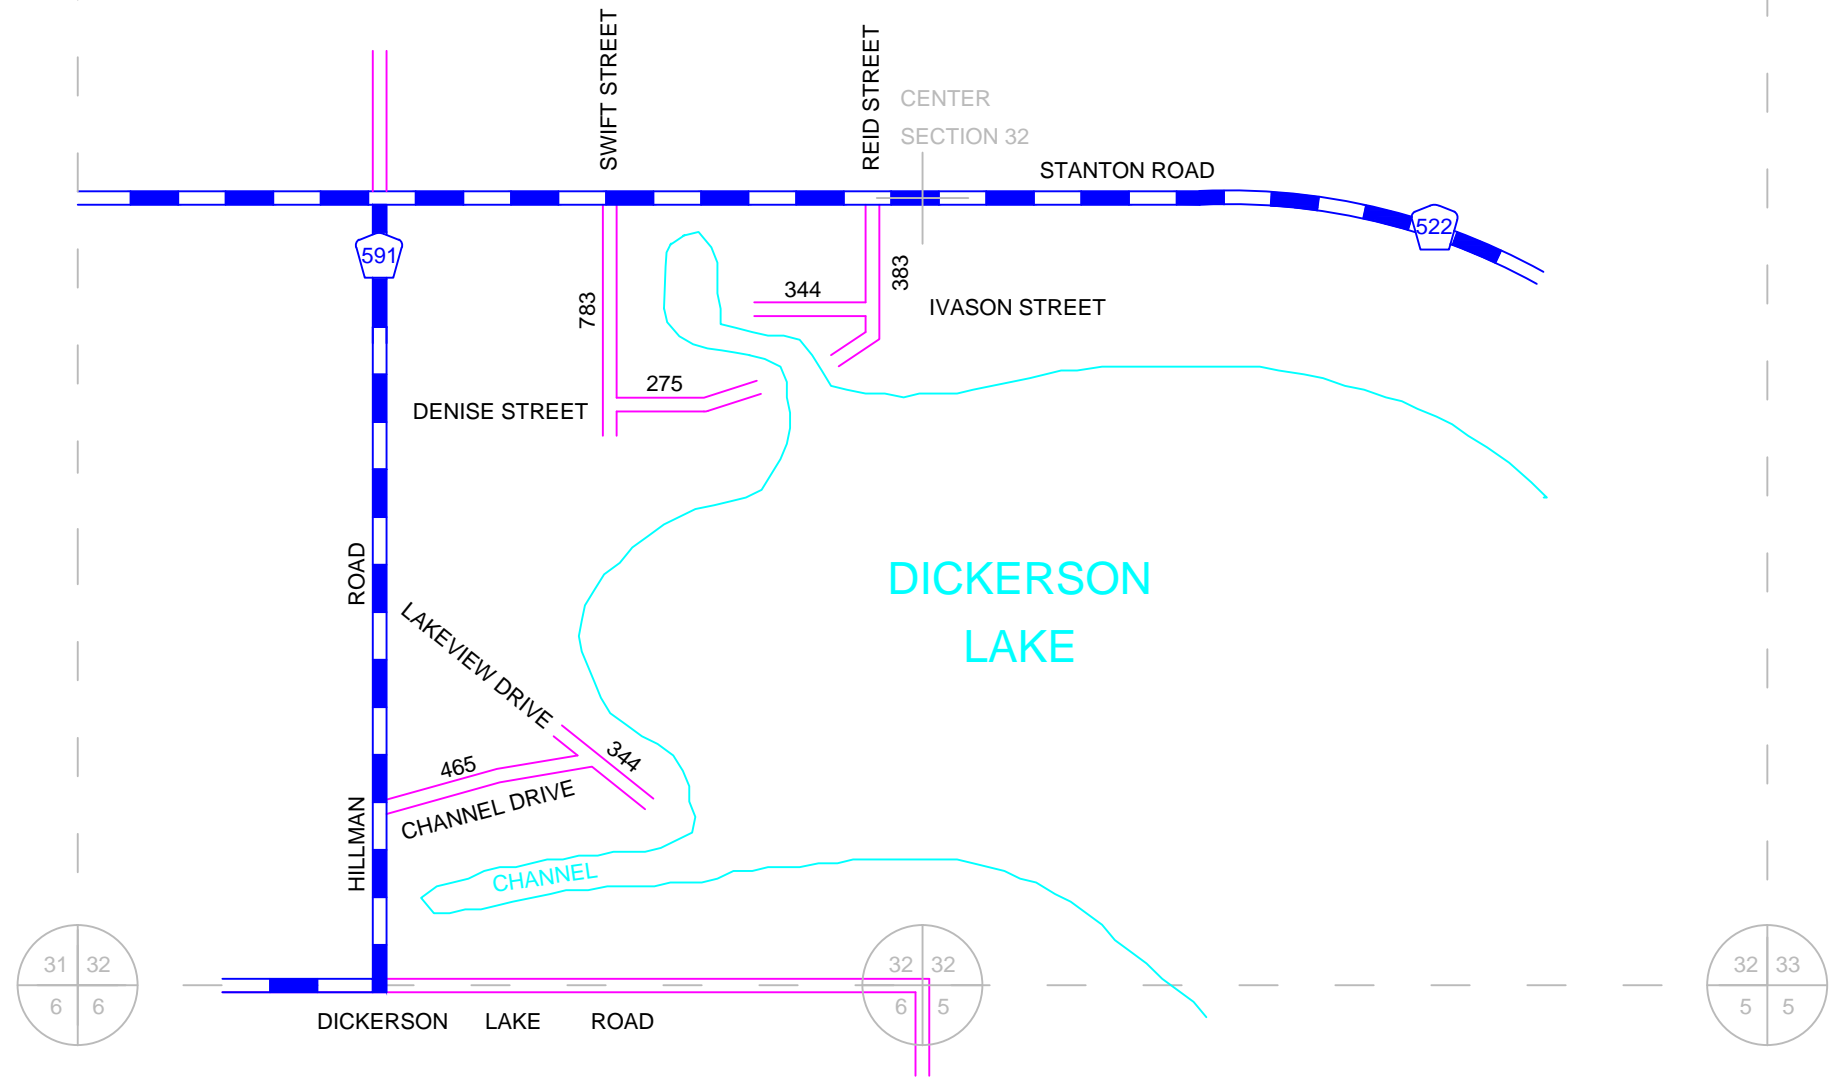 SWIFT STREET
REID STREET
CENTER
SECTION 32
STANTON ROAD
591
522
783
344
383
IVASON STREET
275
DENISE STREET
DICKERSON
LAKE
ROAD
LAKEVIEW DRIVE
465
344
CHANNEL DRIVE
HILLMAN
CHANNEL
31 32
6 6
32 32
6 5
32 33
5 5
DICKERSON LAKE ROAD